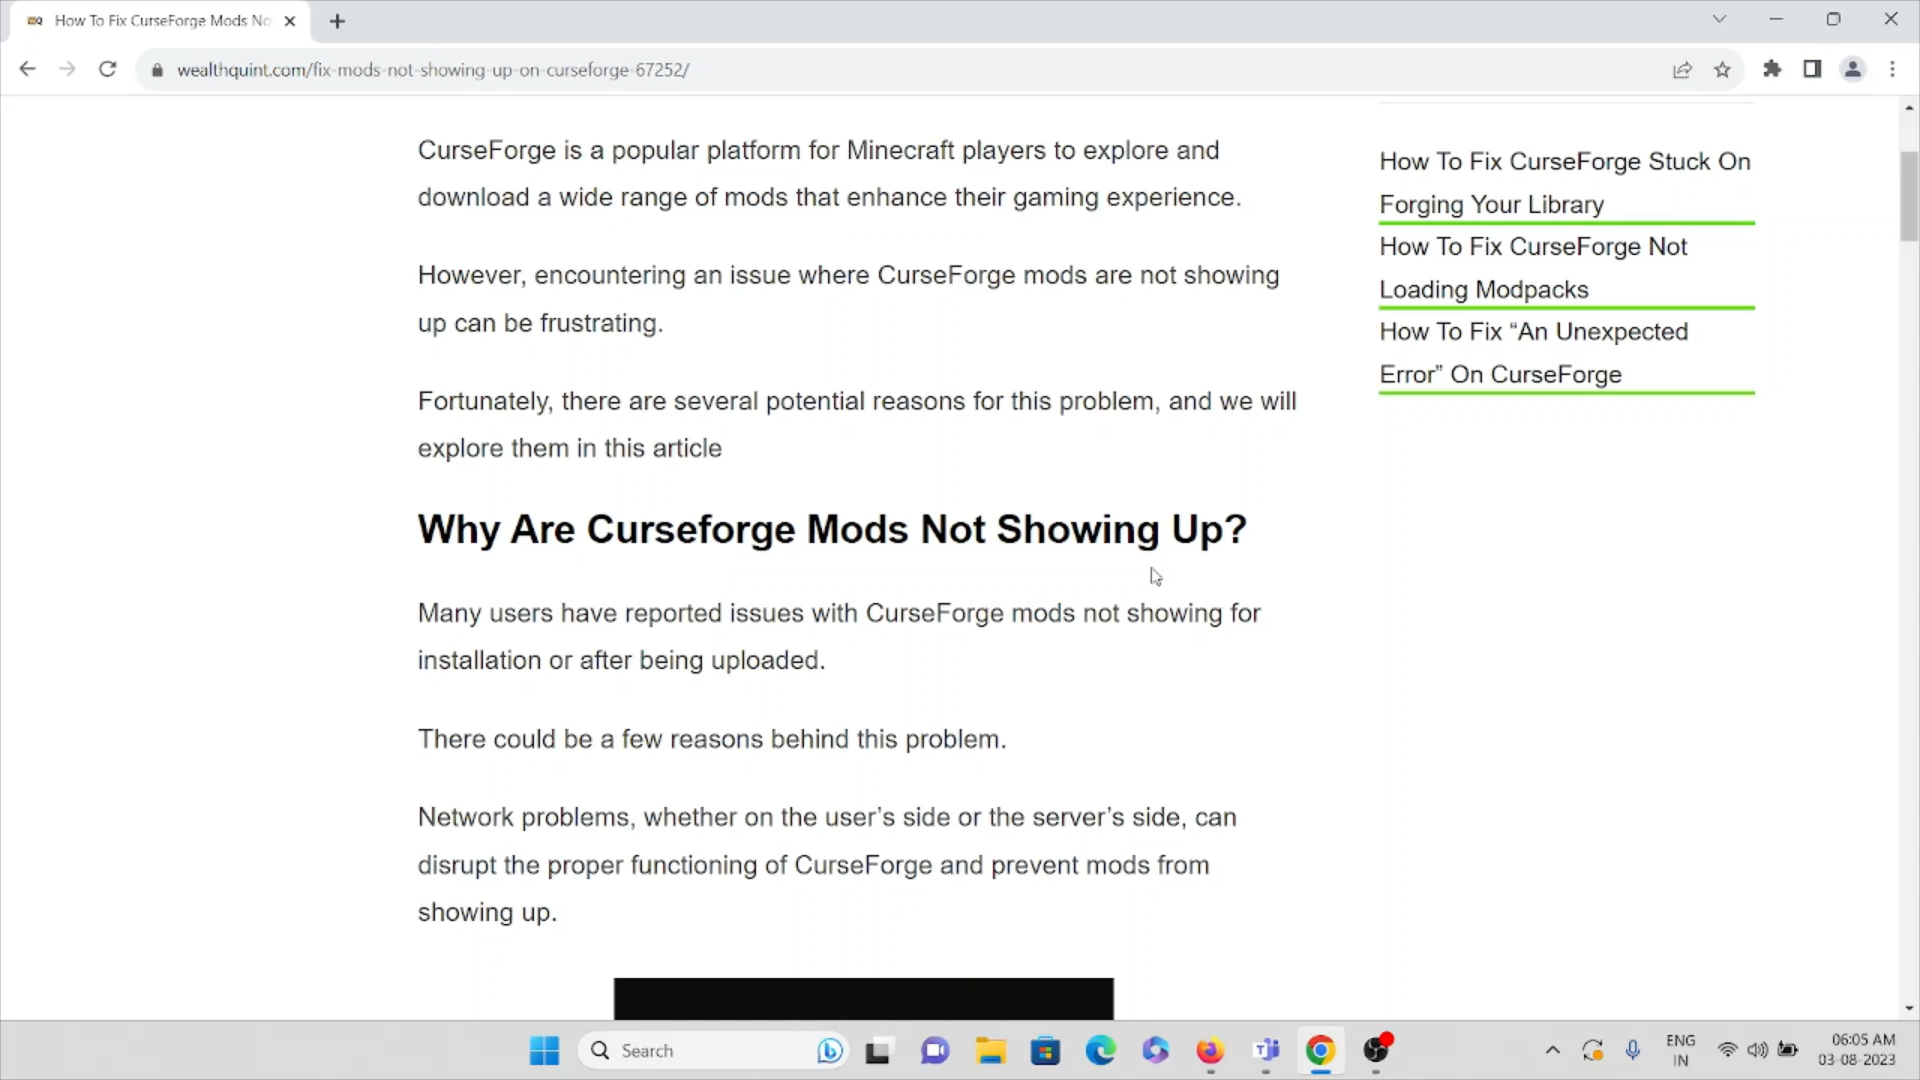 How To Fix CurseForge Mods No
wealthquint.com/fix-mods-not-showing-up-on-curseforge-67252/
CurseForge is a popular platform for Minecraft players to explore and
download a wide range of mods that enhance their gaming experience.
However, encountering an issue where CurseForge mods are not showing
up can be frustrating.
Fortunately, there are several potential reasons for this problem, and we will
explore them in this article
Why Are Curseforge Mods Not Showing Up?
Many users have reported issues with CurseForge mods not showing for
installation or after being uploaded.
There could be a few reasons behind this problem.
Network problems, whether on the user’s side or the server’s side, can
disrupt the proper functioning of CurseForge and prevent mods from
showing up.
How To Fix CurseForge Stuck On
Forging Your Library
How To Fix CurseForge Not
Loading Modpacks
How To Fix “An Unexpected
Error” On CurseForge
Search
ENG
IN
06:05 AM
03-08-2023